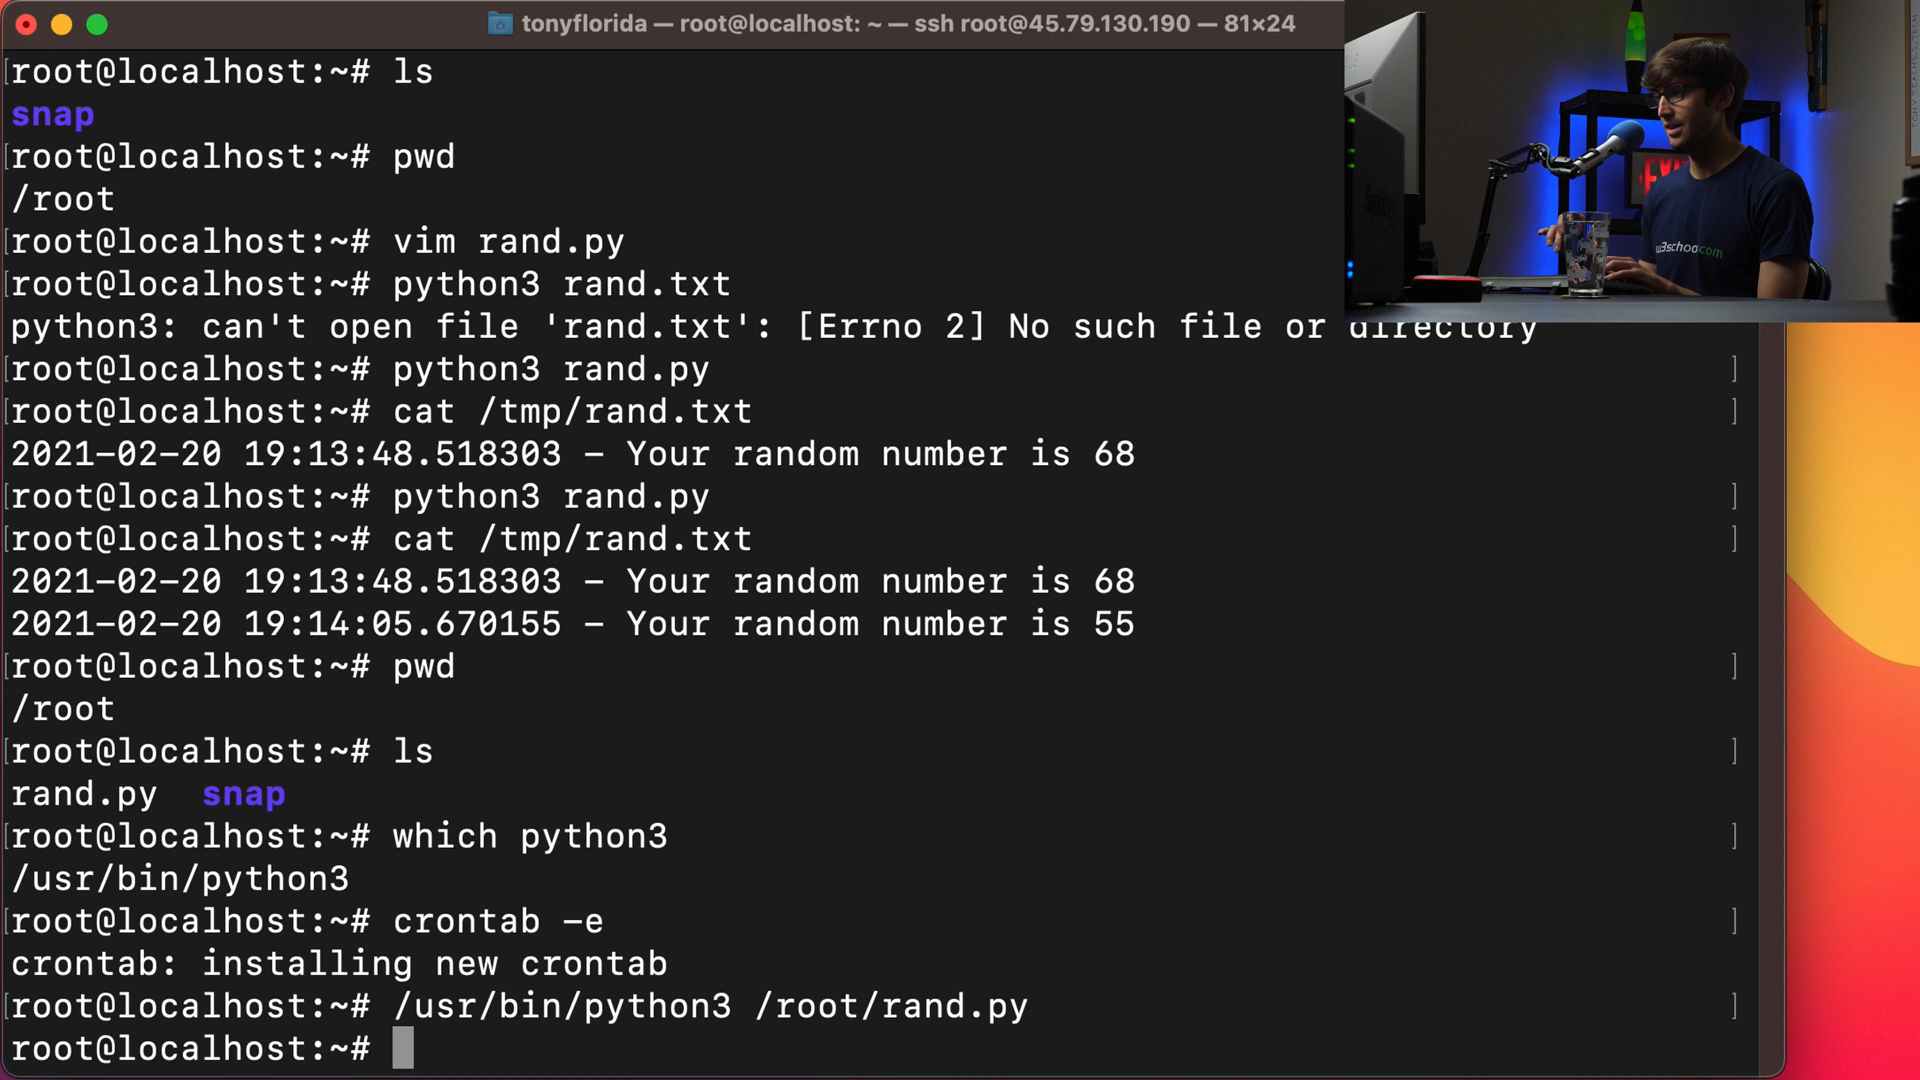 tonyflorida — root@localhost: ~ — ssh root@45.79.130.190 — 81×24
root@localhost:~# ls
snap
root@localhost:~# pwd
/root
root@localhost:~# vim rand.py
root@localhost:~# python3 rand.txt
python3: can't open file 'rand.txt': [Errno 2] No such file or directory
root@localhost:~# python3 rand.py
root@localhost:~# cat /tmp/rand.txt
2021-02-20 19:13:48.518303 - Your random number is 68
root@localhost:~# python3 rand.py
root@localhost:~# cat /tmp/rand.txt
2021-02-20 19:13:48.518303 - Your random number is 68
2021-02-20 19:14:05.670155 - Your random number is 55
root@localhost:~# pwd
/root
root@localhost:~# ls
rand.py  snap
root@localhost:~# which python3
/usr/bin/python3
root@localhost:~# crontab -e
crontab: installing new crontab
root@localhost:~# /usr/bin/python3 /root/rand.py
root@localhost:~#